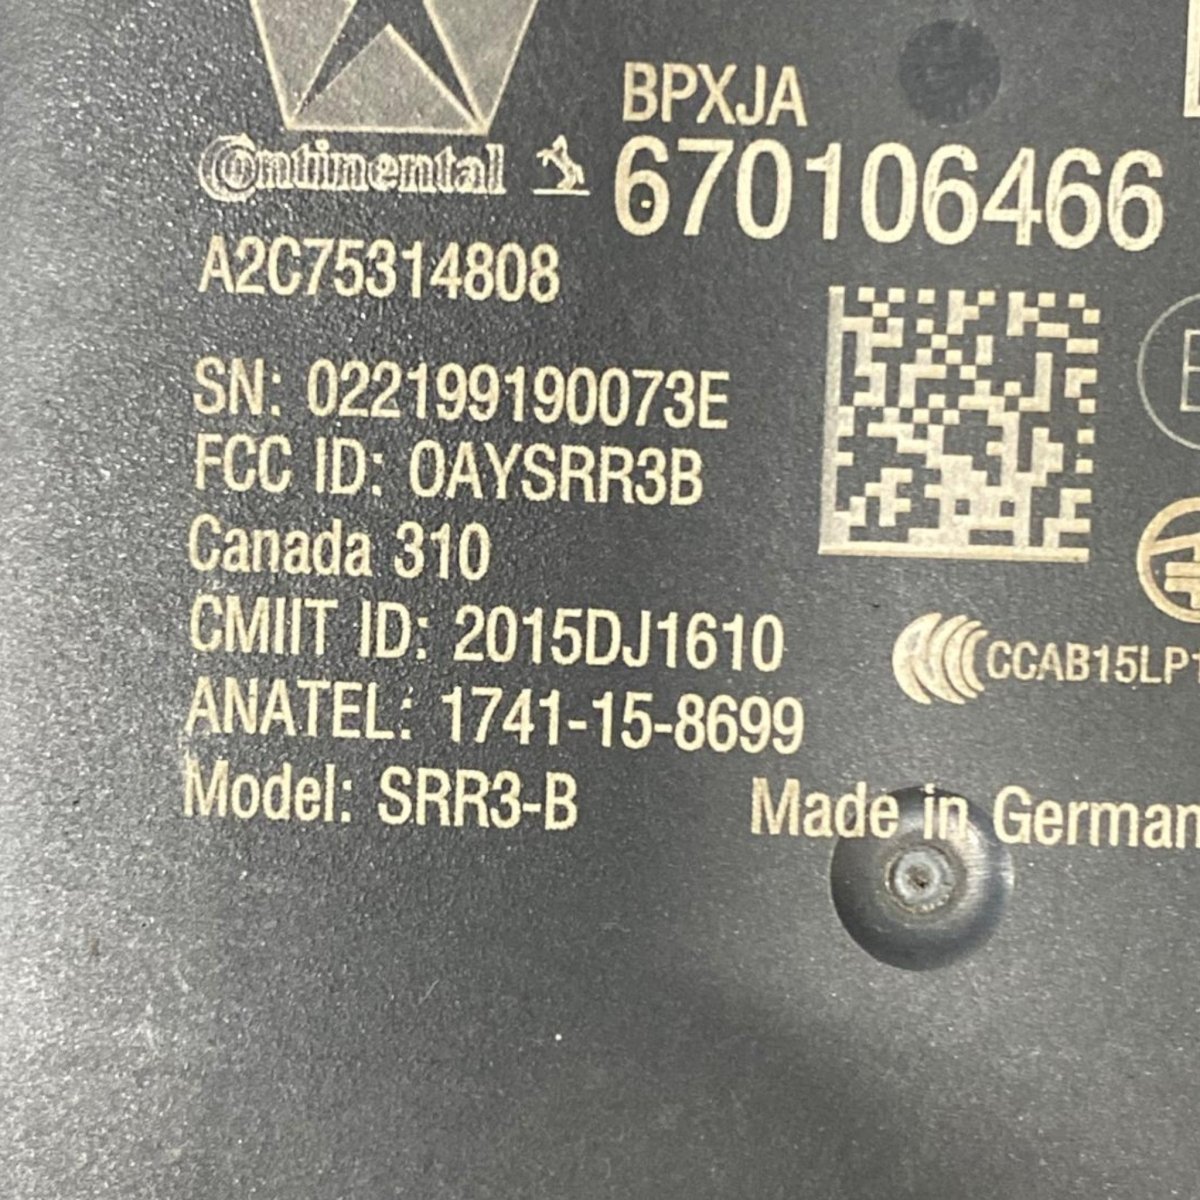 BPXJA
Continental
670106466
A2C75314808
SN: 022199190073E
FCC ID: OAYSRR3B
Canada 310
CMIIT ID: 2015DJ1610
CCAB15LP1
ANATEL: 1741-15-8699
Model: SRR3-B
Made in German